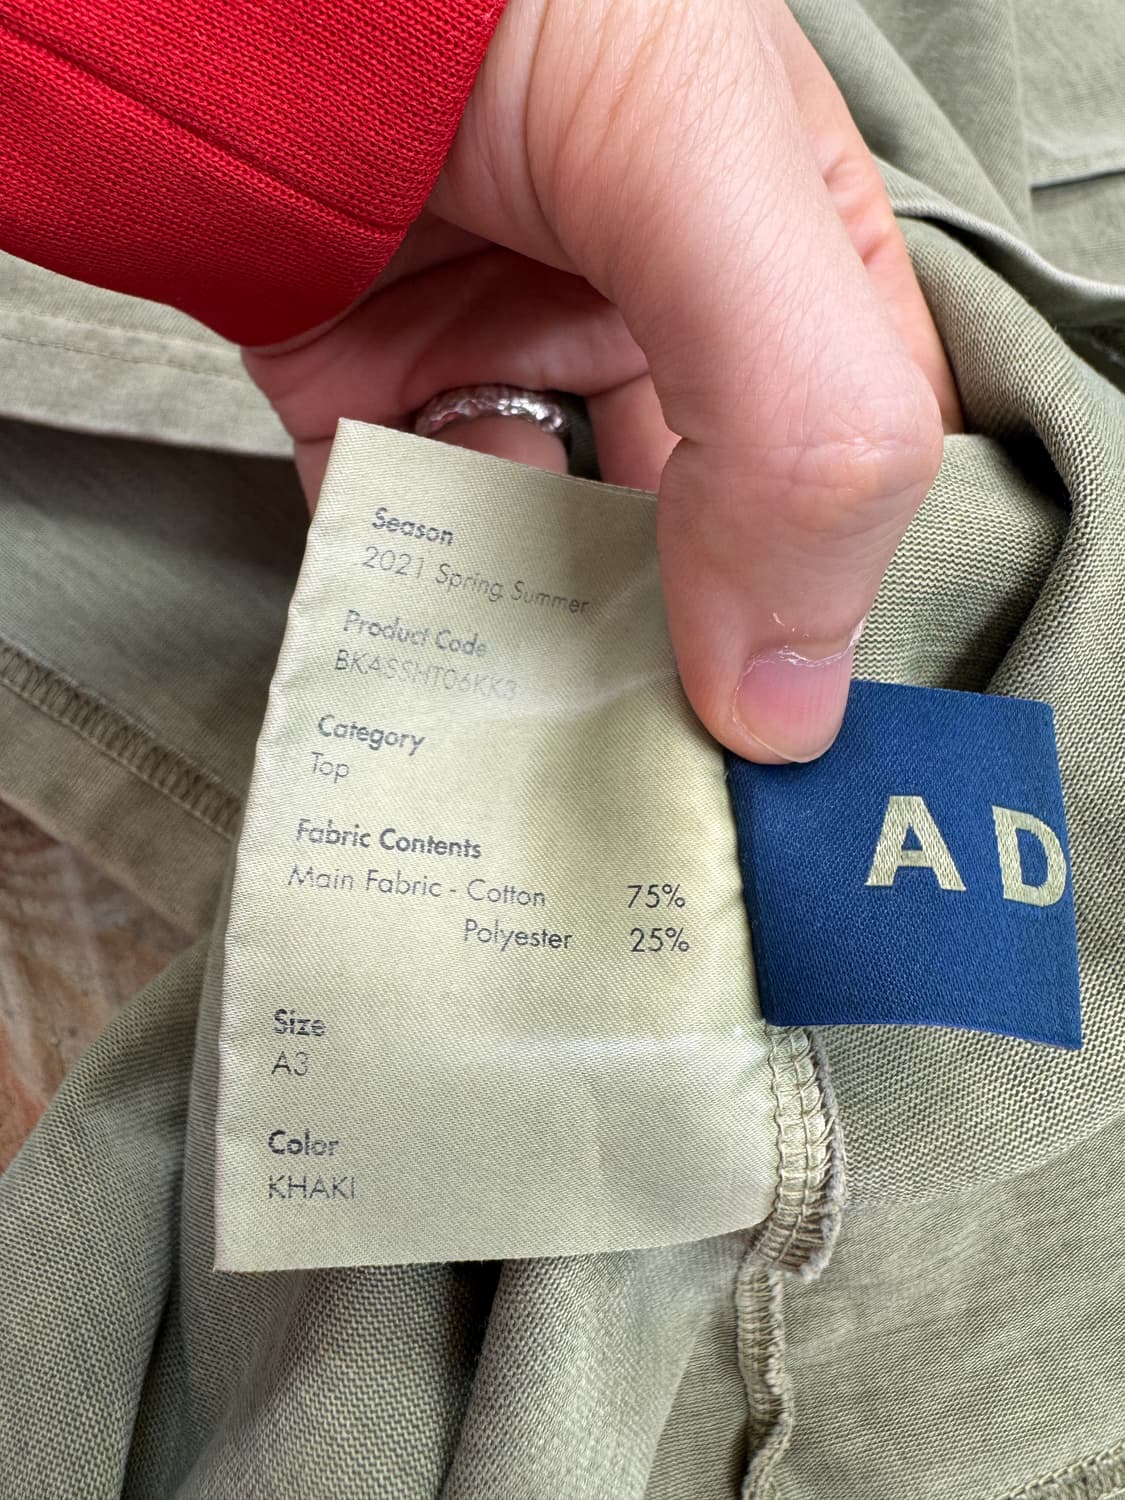 Season
2021 Spring Summer
Product Code
BKASSHT06KK3
Category
Top
Fabric Contents
Main Fabric - Cotton 75%
Polyester 25%
Size
A3
Color
KHAKI
AD